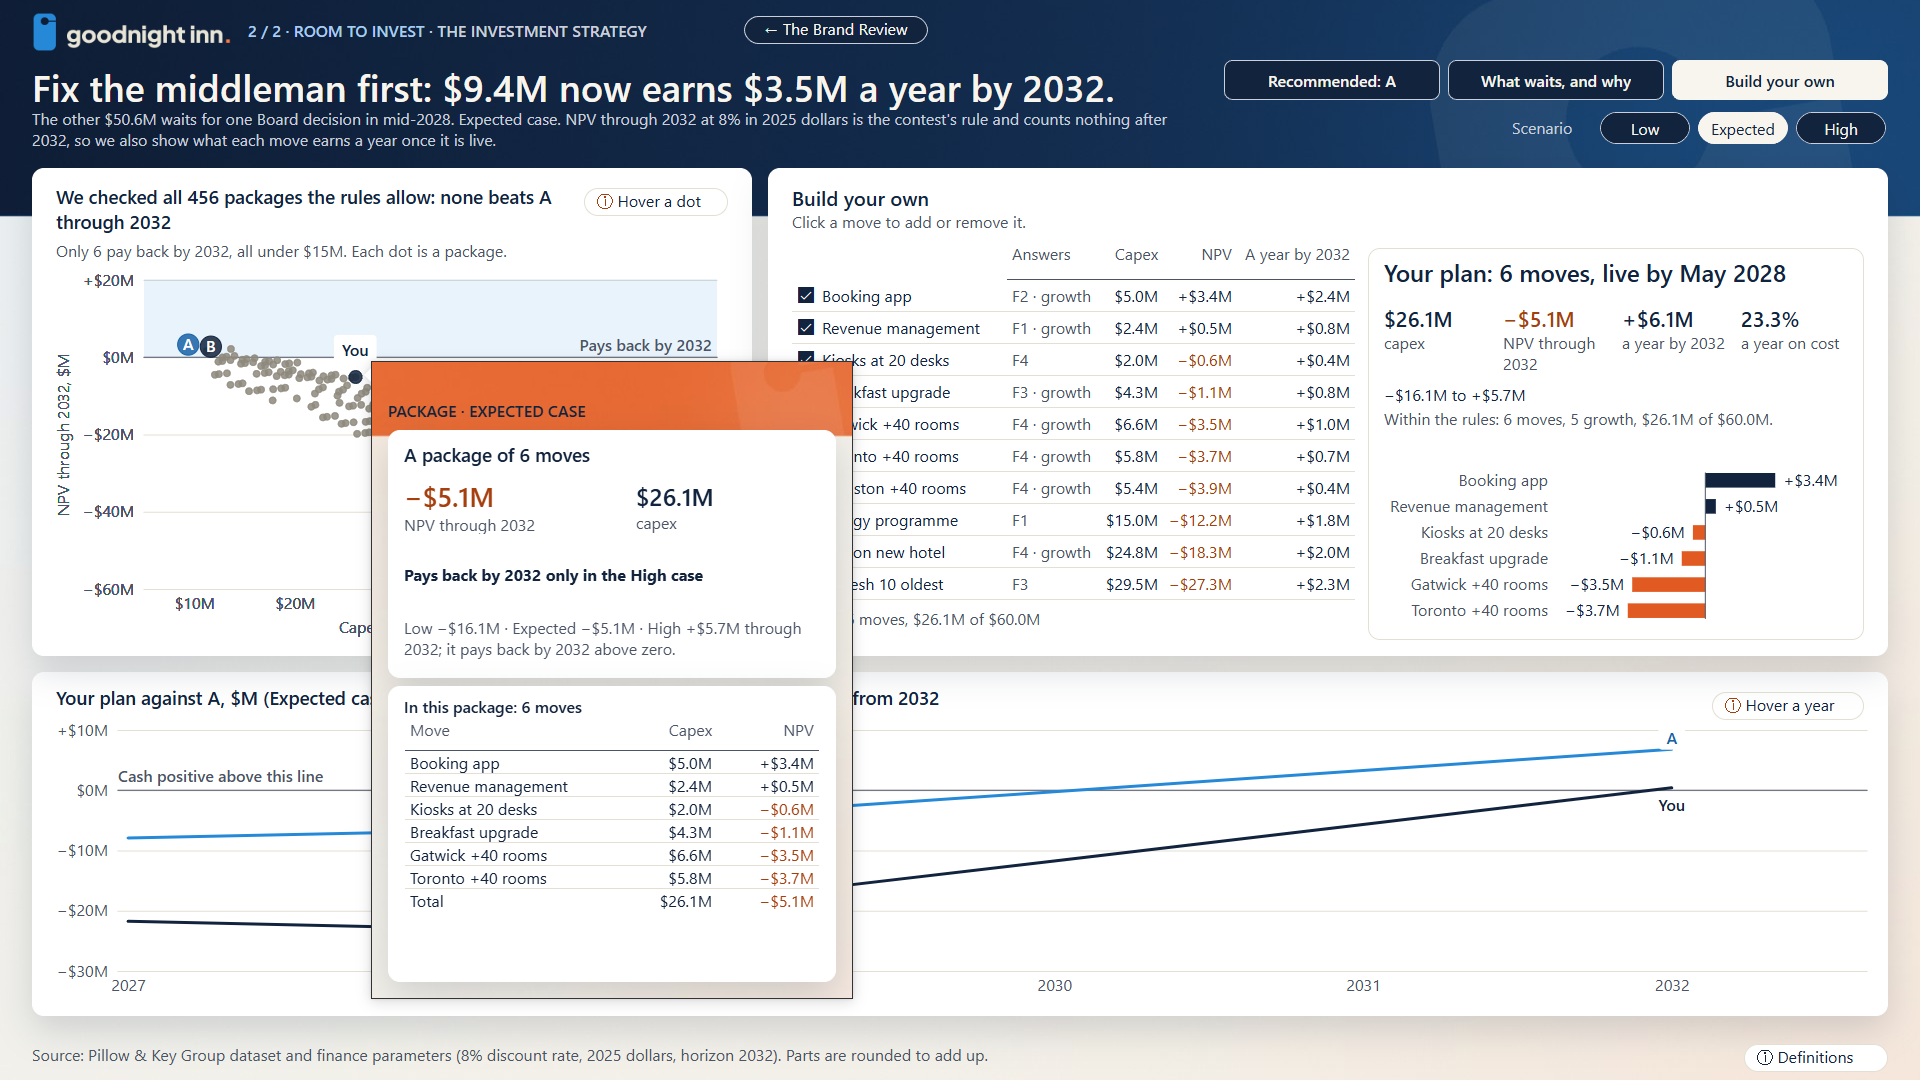 goodnight inn.
2 / 2 · ROOM TO INVEST · THE INVESTMENT STRATEGY
← The Brand Review
Fix the middleman first: $9.4M now earns $3.5M a year by 2032.
The other $50.6M waits for one Board decision in mid-2028. Expected case. NPV through 2032 at 8% in 2025 dollars is the contest's rule and counts nothing after
2032, so we also show what each move earns a year once it is live.
Recommended: A
What waits, and why
Build your own
Scenario
Low
Expected
High
We checked all 456 packages the rules allow: none beats A
through 2032
Hover a dot
Only 6 pay back by 2032, all under $15M. Each dot is a package.
NPV through 2032, $M
+$20M
$0M
−$20M
−$40M
−$60M
A
B
You
Pays back by 2032
$10M
$20M
Cape
Build your own
Click a move to add or remove it.
Answers Capex NPV A year by 2032
Booking app F2 · growth $5.0M +$3.4M +$2.4M
Revenue management F1 · growth $2.4M +$0.5M +$0.8M
Kiosks at 20 desks F4 $2.0M −$0.6M +$0.4M
kfast upgrade F3 · growth $4.3M −$1.1M +$0.8M
wick +40 rooms F4 · growth $6.6M −$3.5M +$1.0M
nto +40 rooms F4 · growth $5.8M −$3.7M +$0.7M
ston +40 rooms F4 · growth $5.4M −$3.9M +$0.4M
gy programme F1 $15.0M −$12.2M +$1.8M
on new hotel F4 · growth $24.8M −$18.3M +$2.0M
esh 10 oldest F3 $29.5M −$27.3M +$2.3M
moves, $26.1M of $60.0M
Your plan: 6 moves, live by May 2028
$26.1M −$5.1M +$6.1M 23.3%
capex NPV through 2032 a year by 2032 a year on cost
−$16.1M to +$5.7M
Within the rules: 6 moves, 5 growth, $26.1M of $60.0M.
Booking app +$3.4M
Revenue management +$0.5M
Kiosks at 20 desks −$0.6M
Breakfast upgrade −$1.1M
Gatwick +40 rooms −$3.5M
Toronto +40 rooms −$3.7M
PACKAGE · EXPECTED CASE
A package of 6 moves
−$5.1M $26.1M
NPV through 2032 capex
Pays back by 2032 only in the High case
Low −$16.1M · Expected −$5.1M · High +$5.7M through
2032; it pays back by 2032 above zero.
In this package: 6 moves
Move Capex NPV
Booking app $5.0M +$3.4M
Revenue management $2.4M +$0.5M
Kiosks at 20 desks $2.0M −$0.6M
Breakfast upgrade $4.3M −$1.1M
Gatwick +40 rooms $6.6M −$3.5M
Toronto +40 rooms $5.8M −$3.7M
Total $26.1M −$5.1M
Your plan against A, $M (Expected ca
from 2032
Hover a year
+$10M
$0M
−$10M
−$20M
−$30M
Cash positive above this line
A
You
2027
2030
2031
2032
Source: Pillow & Key Group dataset and finance parameters (8% discount rate, 2025 dollars, horizon 2032). Parts are rounded to add up.
Definitions